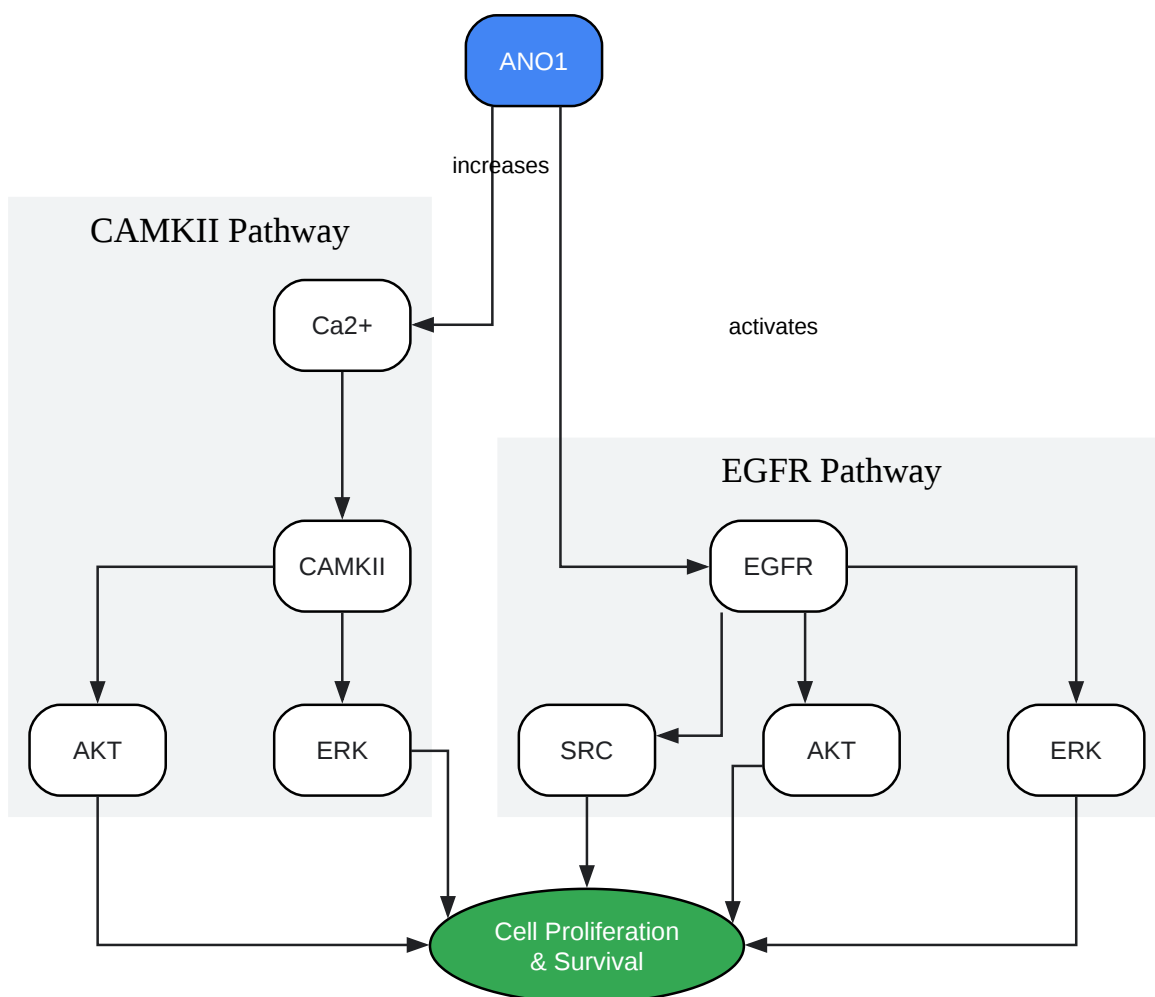 ANO1
increases
CAMKII Pathway
Ca2+
activates
EGFR Pathway
CAMKII
EGFR
AKT
ERK
SRC
AKT
ERK
Cell Proliferation
& Survival